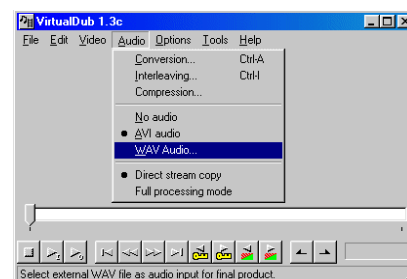 VirtualDub 1.3c
File Edit Video Audio Options Tools Help
Conversion... Ctrl-A
Interleaving... Ctrl-I
Compression...
No audio
AVI audio
WAV Audio...
Direct stream copy
Full processing mode
Select external WAV file as audio input for final product.